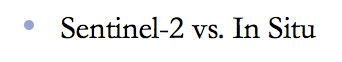 • Sentinel-2 vs. In Situ